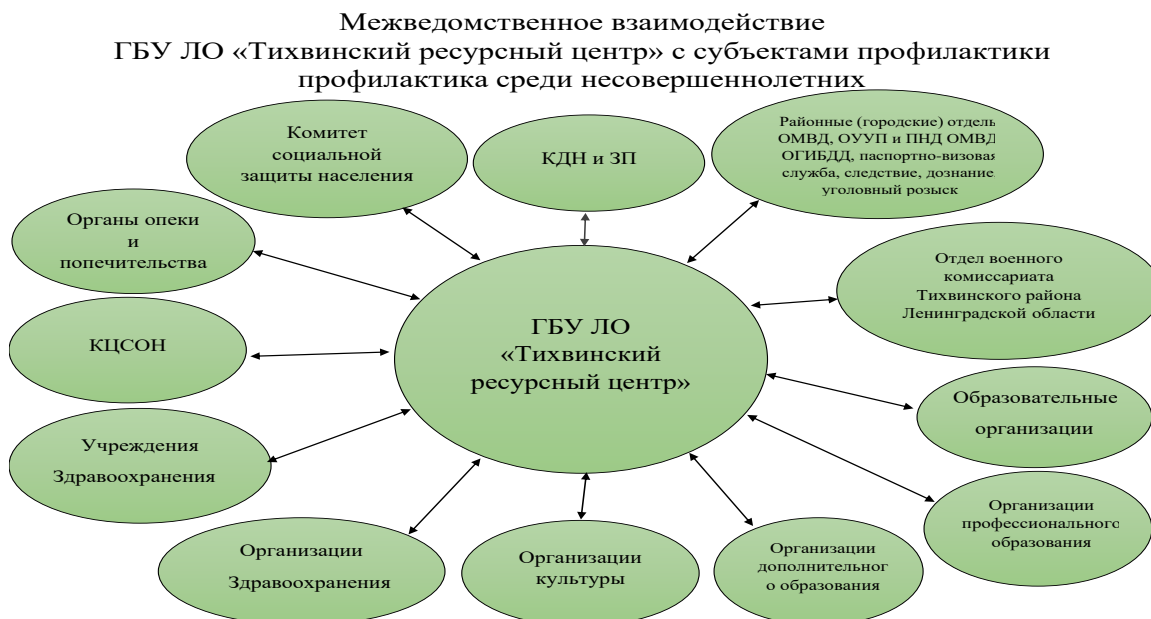 Межведомственное взаимодействие
ГБУ ЛО «Тихвинский ресурсный центр» с субъектами профилактики
профилактика среди несовершеннолетних
Комитет
социальной
защиты населения
КДН и ЗП
Районные (городские) отделы
ОМВД, ОУУП и ПНД ОМВД
ОГИБДД, паспортно-визовая
служба, следствие, дознание,
уголовный розыск
Органы опеки
и
попечительства
Отдел военного
комиссариата
Тихвинского района
Ленинградской области
КЦСОН
ГБУ ЛО
«Тихвинский
ресурсный центр»
Образовательные
организации
Учреждения
Здравоохранения
Организации
профессионального
образования
Организации
Здравоохранения
Организации
культуры
Организации
дополнительног
о образования